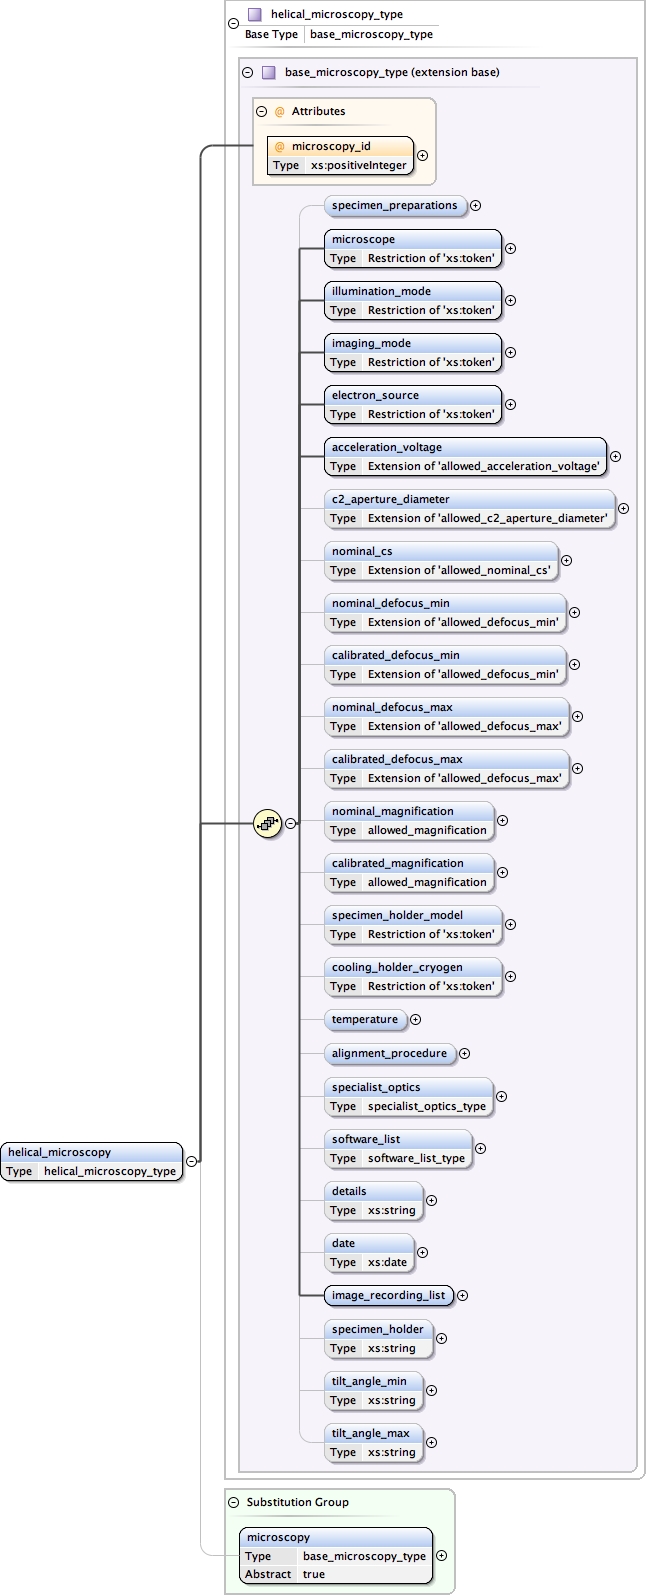 helical_microscopy_type
Base Type base_microscopy_type
base_microscopy_type (extension base)
@ Attributes
@ microscopy_id
Type xs:positiveInteger
specimen_preparations
microscope
Type Restriction of 'xs:token'
illumination_mode
Type Restriction of 'xs:token'
imaging_mode
Type Restriction of 'xs:token'
electron_source
Type Restriction of 'xs:token'
acceleration_voltage
Type Extension of 'allowed_acceleration_voltage'
c2_aperture_diameter
Type Extension of 'allowed_c2_aperture_diameter'
nominal_cs
Type Extension of 'allowed_nominal_cs'
nominal_defocus_min
Type Extension of 'allowed_defocus_min'
calibrated_defocus_min
Type Extension of 'allowed_defocus_min'
nominal_defocus_max
Type Extension of 'allowed_defocus_max'
calibrated_defocus_max
Type Extension of 'allowed_defocus_max'
nominal_magnification
Type allowed_magnification
calibrated_magnification
Type allowed_magnification
specimen_holder_model
Type Restriction of 'xs:token'
cooling_holder_cryogen
Type Restriction of 'xs:token'
temperature
alignment_procedure
specialist_optics
Type specialist_optics_type
software_list
Type software_list_type
helical_microscopy
Type helical_microscopy_type
details
Type xs:string
date
Type xs:date
image_recording_list
specimen_holder
Type xs:string
tilt_angle_min
Type xs:string
tilt_angle_max
Type xs:string
Substitution Group
microscopy
Type base_microscopy_type
Abstract true